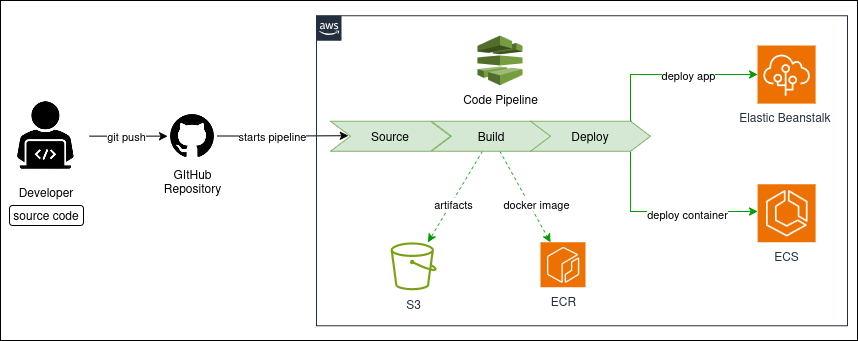 aws
Code Pipeline
deploy app
Elastic Beanstalk
git push
starts pipeline
Source
Build
Deploy
GItHub
Repository
Developer
source code
</>
artifacts
docker image
deploy container
S3
ECR
ECS